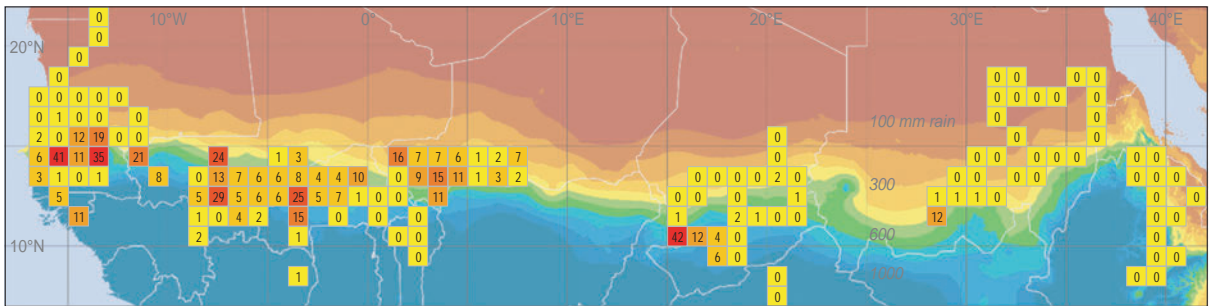 10°W 0° 10°E 20°E 30°E 40°E
0
0
20°N
0
0 0 0 0 0
0 0 0 0 0 0 0 0 0 0
0 1 0 0 0 100 mm rain 0 0
2 0 12 19 0 0 0 0 0
6 41 11 35 21 24 1 3 16 7 7 6 1 2 7 0 0 0 0 0 0 0 0
3 1 0 1 8 0 13 7 6 6 8 4 4 10 0 9 15 11 1 3 2 0 0 0 0 2 0 300 0 0 0 0 0 0 0
5 5 29 5 6 6 25 5 7 1 0 0 11 0 0 0 1 1 1 1 0 0 0 0
11 1 0 4 2 15 0 0 0 1 2 1 0 0 12 0 0
10°N 2 1 0 0 42 12 4 0 600 0 0
0 6 0 0 0
1 0 1000 0 0
0